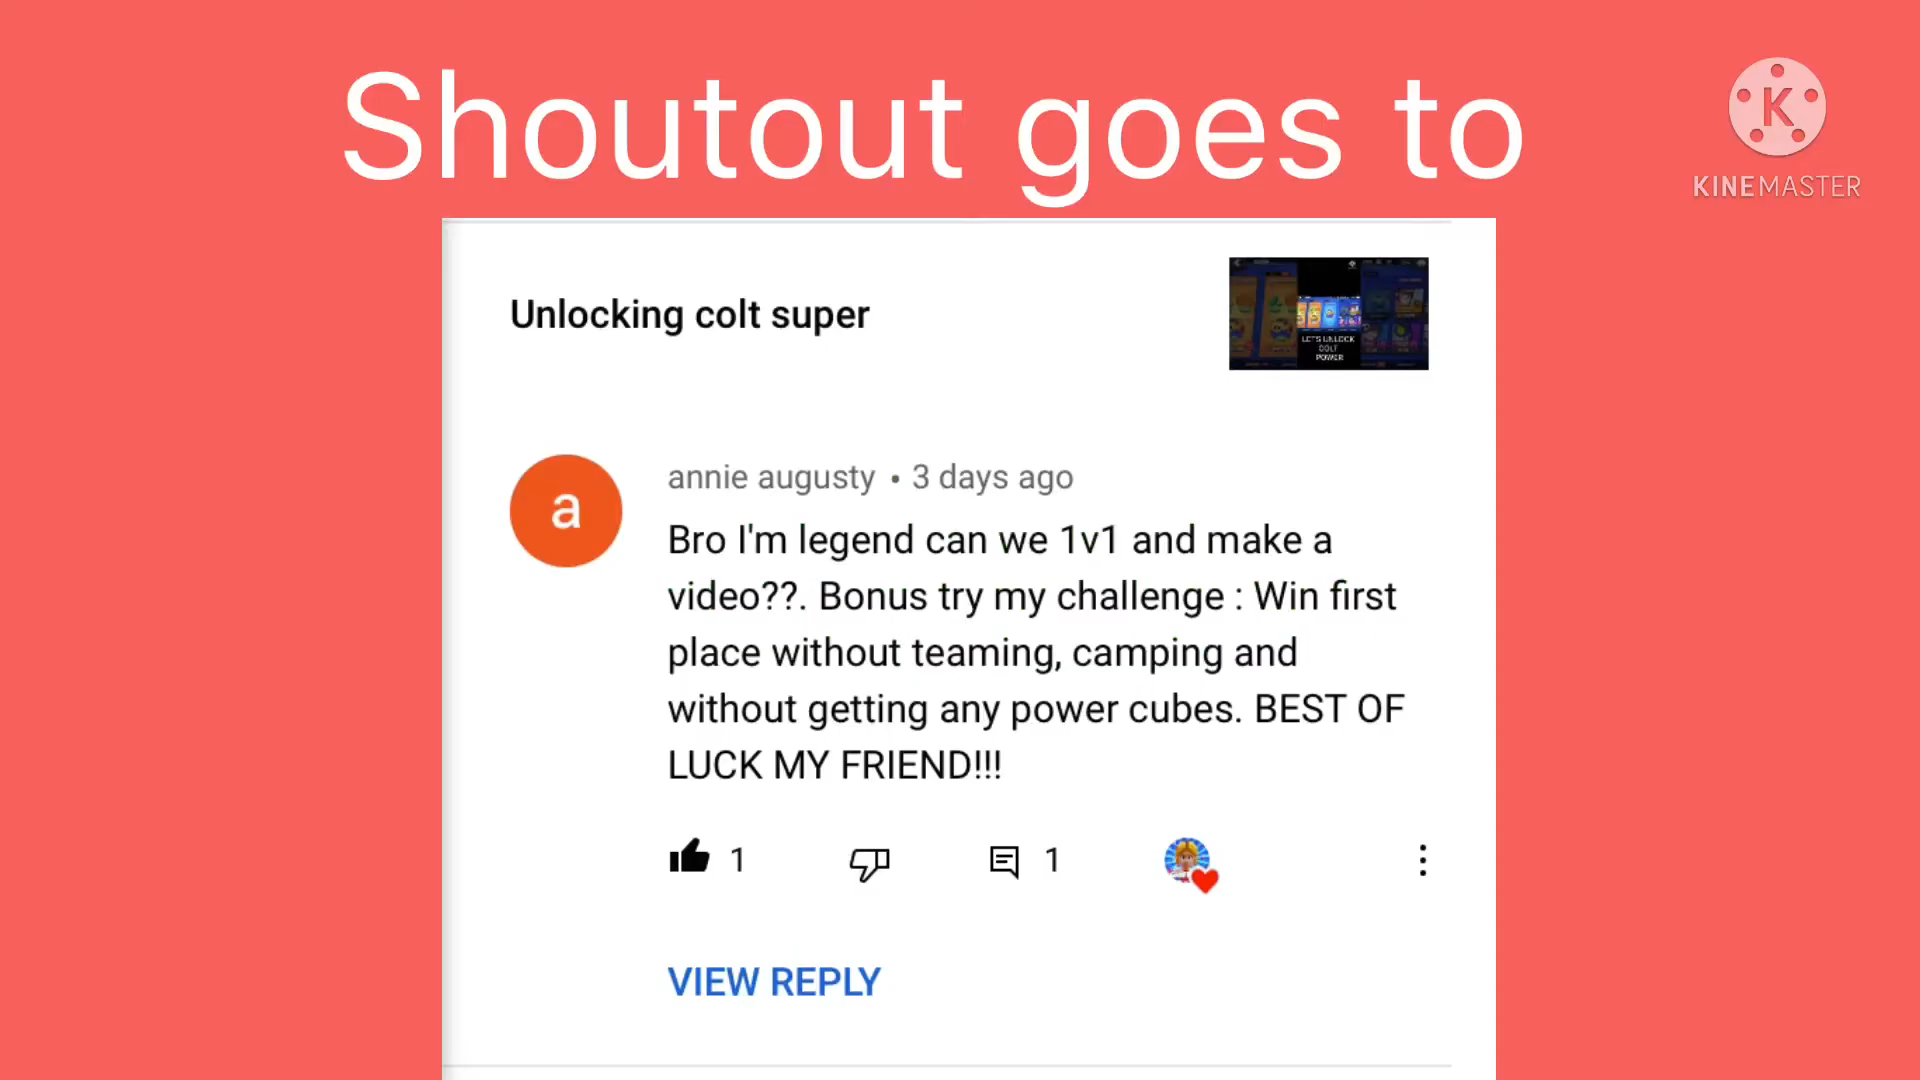 Shoutout goes to
K
KINEMASTER
Unlocking colt super
LET'S UNLOCK
COLT
POWER
a
annie augusty • 3 days ago
Bro I'm legend can we 1v1 and make a
video??. Bonus try my challenge : Win first
place without teaming, camping and
without getting any power cubes. BEST OF
LUCK MY FRIEND!!!
1
1
VIEW REPLY